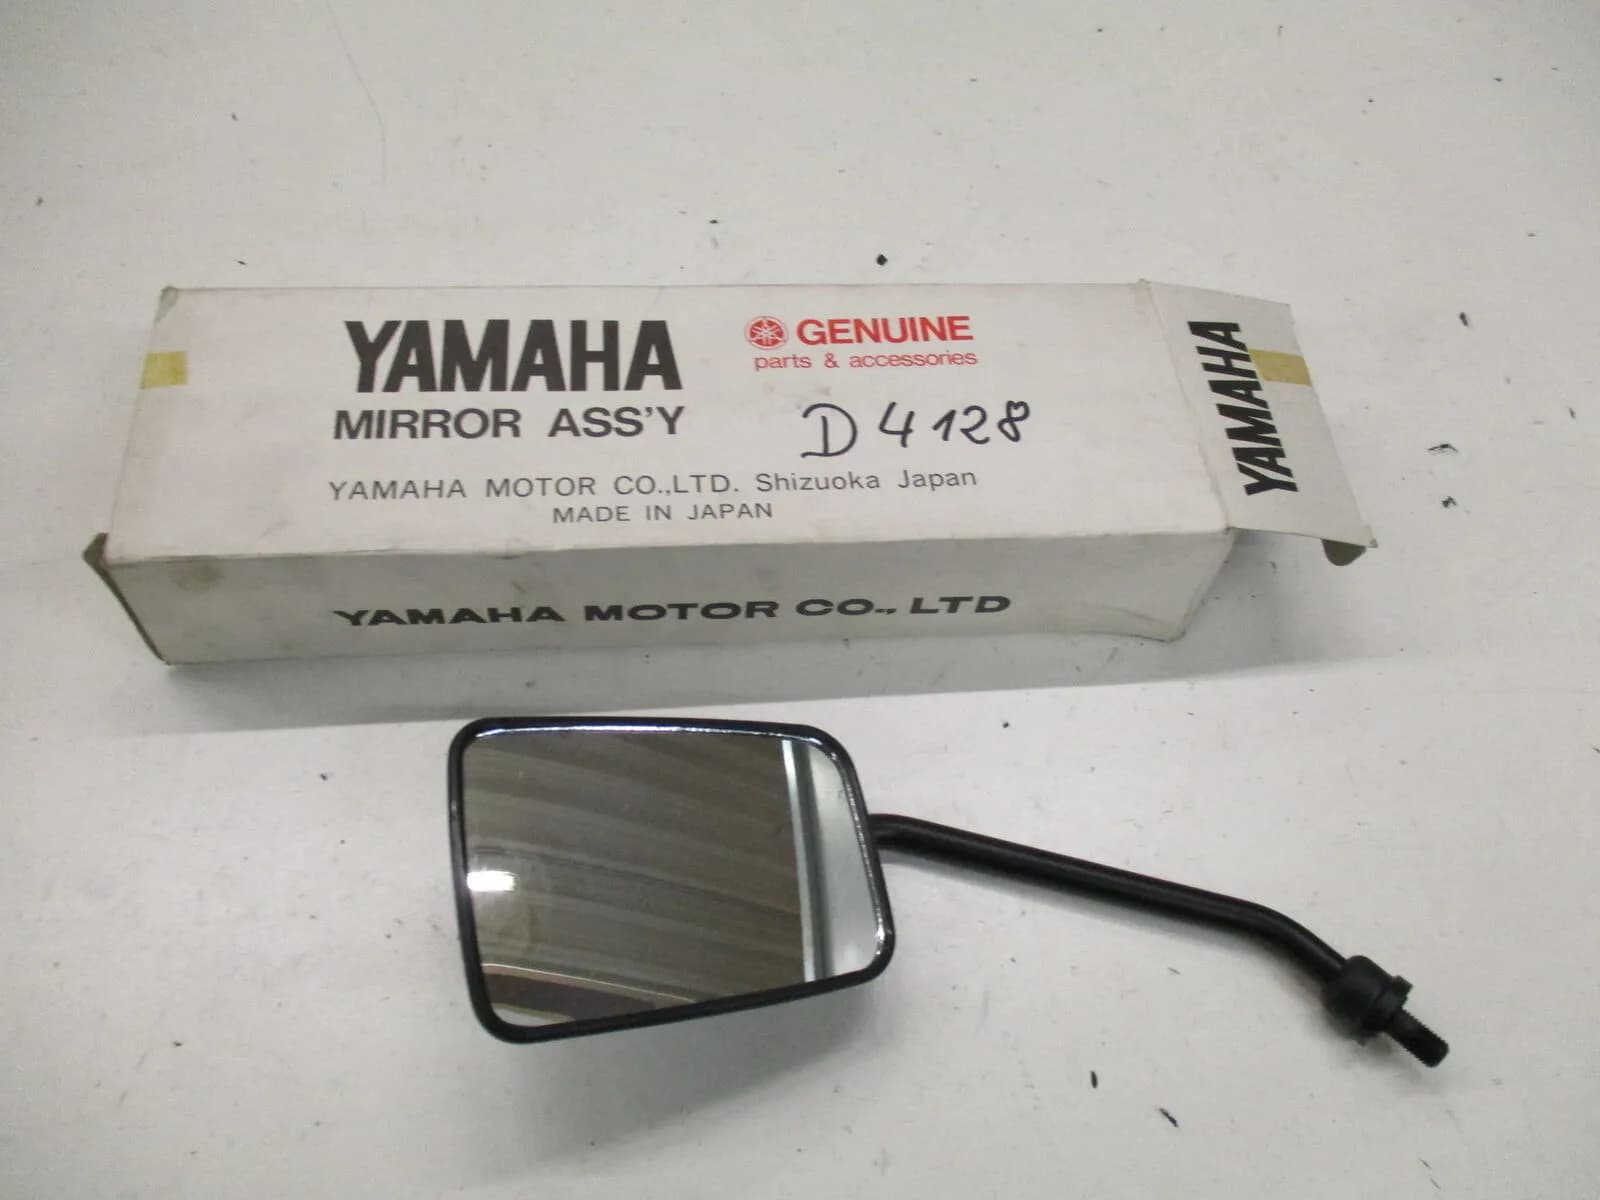 YAMAHA
GENUINE
parts & accessories
MIRROR ASS'Y
D 4128
YAMAHA MOTOR CO.,LTD. Shizuoka Japan
MADE IN JAPAN
YAMAHA MOTOR CO., LTD
YAMAHA